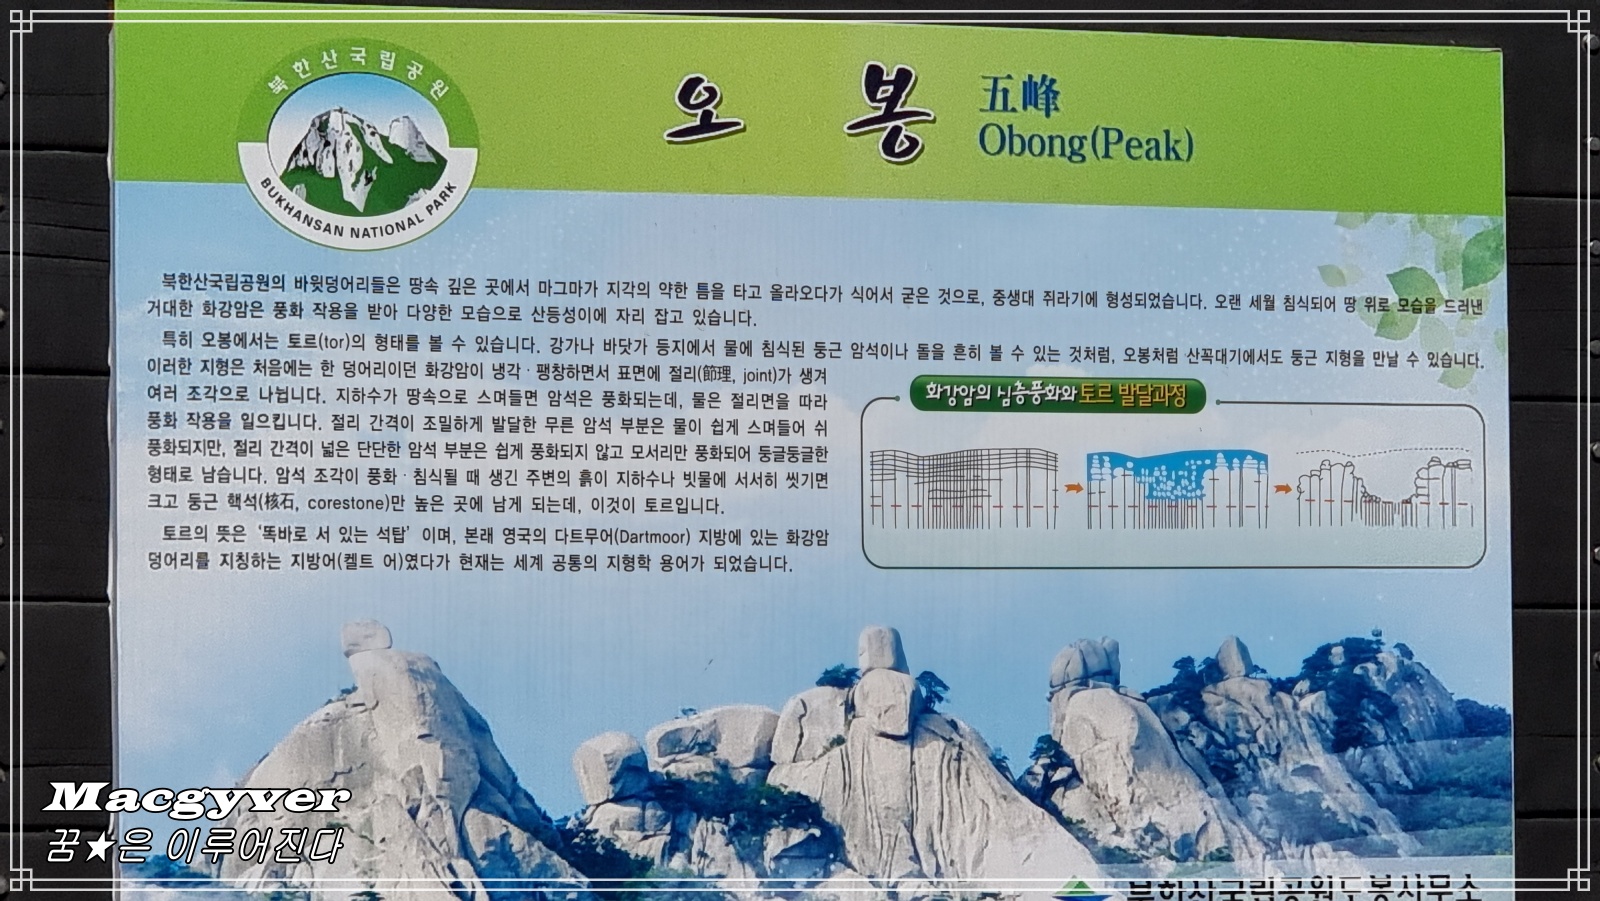 북한산국립공원
BUKHANSAN NATIONAL PARK
오 봉
五峰
Obong(Peak)
북한산국립공원의 바윗덩어리들은 땅속 깊은 곳에서 마그마가 지각의 약한 틈을 타고 올라오다가 식어서 굳은 것으로, 중생대 쥐라기에 형성되었습니다. 오랜 세월 침식되어 땅 위로 모습을 드러낸
거대한 화강암은 풍화 작용을 받아 다양한 모습으로 산등성이에 자리 잡고 있습니다.
특히 오봉에서는 토르(tor)의 형태를 볼 수 있습니다. 강가나 바닷가 등지에서 물에 침식된 둥근 암석이나 돌을 흔히 볼 수 있는 것처럼, 오봉처럼 산꼭대기에서도 둥근 지형을 만날 수 있습니다.
이러한 지형은 처음에는 한 덩어리이던 화강암이 냉각 · 팽창하면서 표면에 절리(節理, joint)가 생겨
여러 조각으로 나뉩니다. 지하수가 땅속으로 스며들면 암석은 풍화되는데, 물은 절리면을 따라
풍화 작용을 일으킵니다. 절리 간격이 조밀하게 발달한 무른 암석 부분은 물이 쉽게 스며들어 쉬
풍화되지만, 절리 간격이 넓은 단단한 암석 부분은 쉽게 풍화되지 않고 모서리만 풍화되어 둥글둥글한
형태로 남습니다. 암석 조각이 풍화 · 침식될 때 생긴 주변의 흙이 지하수나 빗물에 서서히 씻기면
크고 둥근 핵석(核石, corestone)만 높은 곳에 남게 되는데, 이것이 토르입니다.
토르의 뜻은 ‘똑바로 서 있는 석탑’ 이며, 본래 영국의 다트무어(Dartmoor) 지방에 있는 화강암
덩어리를 지칭하는 지방어(켈트 어)였다가 현재는 세계 공통의 지형학 용어가 되었습니다.
화강암의 심층풍화와 토르 발달과정
Macgyver
꿈★은 이루어진다
북한산국립공원도봉사무소